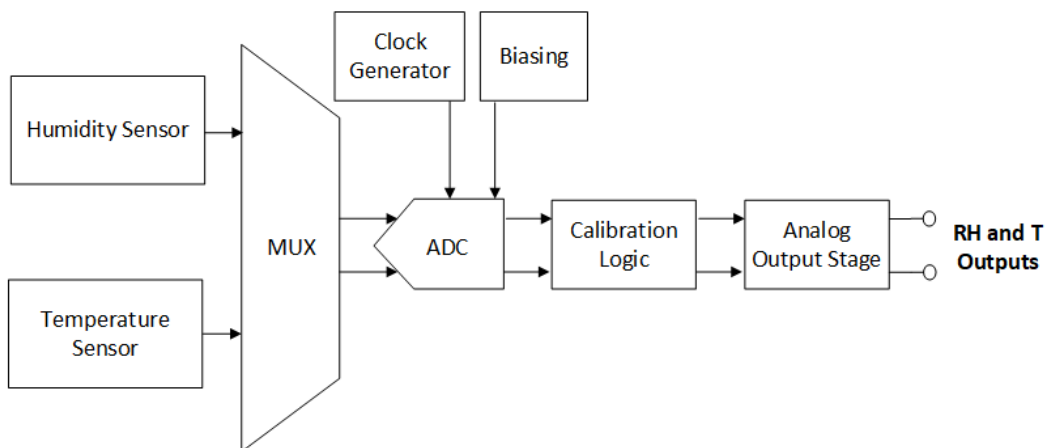 Clock
Generator
Biasing
Humidity Sensor
MUX
ADC
Calibration
Logic
Analog
Output Stage
RH and T
Outputs
Temperature
Sensor